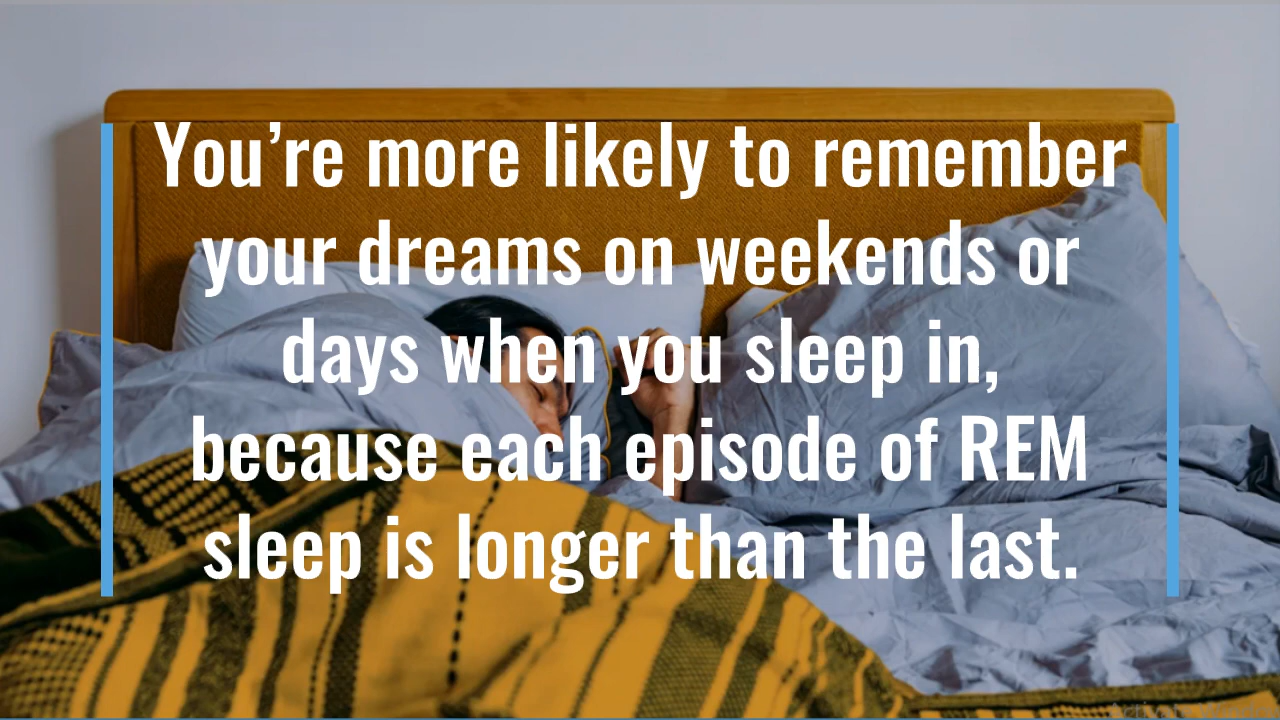 You’re more likely to remember
your dreams on weekends or
days when you sleep in,
because each episode of REM
sleep is longer than the last.